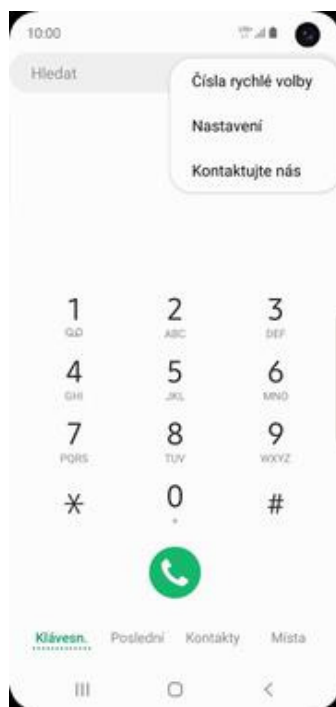 10:00
Hledat
Čísla rychlé volby
Nastavení
Kontaktujte nás
1 2 3
ABC DEF
4 5 6
GHI JKL MNO
7 8 9
PQRS TUV WXYZ
* 0 #
+
Klávesn. Poslední Kontakty Místa